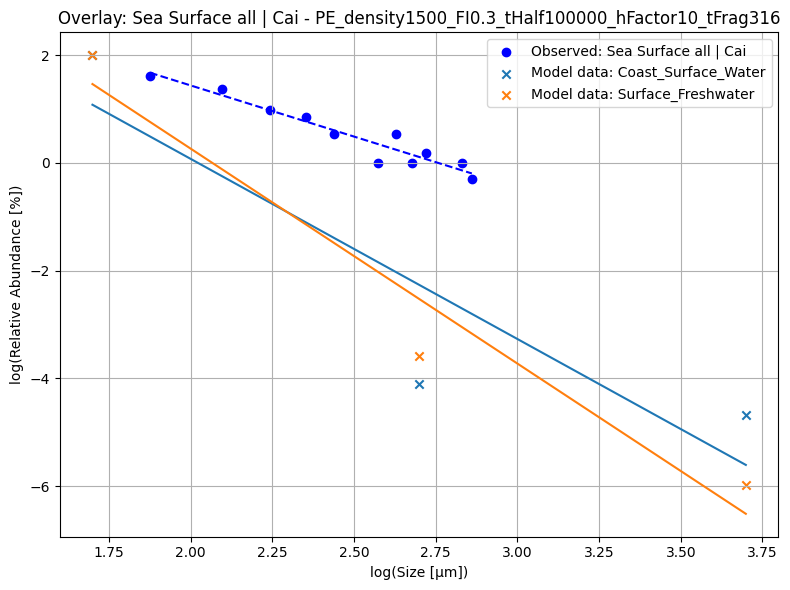 Overlay: Sea Surface all | Cai - PE_density1500_FI0.3_tHalf100000_hFactor10_tFrag316
Observed: Sea Surface all | Cai
Model data: Coast_Surface_Water
Model data: Surface_Freshwater
log(Relative Abundance [%])
2
0
−2
−4
−6
1.75
2.00
2.25
2.50
2.75
3.00
3.25
3.50
3.75
log(Size [μm])